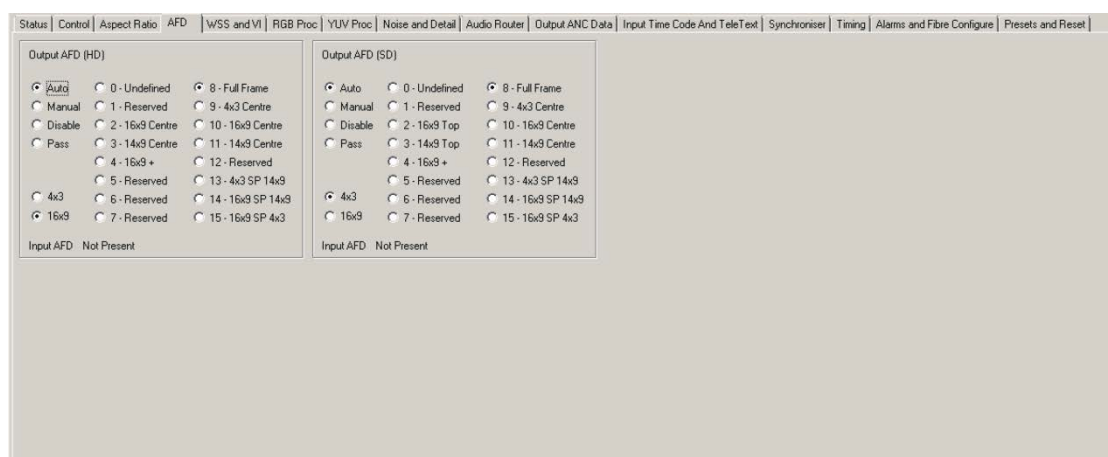 Status Control Aspect Ratio AFD WSS and VI RGB Proc YUV Proc Noise and Detail Audio Router Output ANC Data Input Time Code And TeleText Synchroniser Timing Alarms and Fibre Configure Presets and Reset
Output AFD (HD)
Auto 0 - Undefined 8 - Full Frame
Manual 1 - Reserved 9 - 4x3 Centre
Disable 2 - 16x9 Centre 10 - 16x9 Centre
Pass 3 - 14x9 Centre 11 - 14x9 Centre
4 - 16x9 + 12 - Reserved
5 - Reserved 13 - 4x3 SP 14x9
4x3 6 - Reserved 14 - 16x9 SP 14x9
16x9 7 - Reserved 15 - 16x9 SP 4x3
Input AFD Not Present
Output AFD (SD)
Auto 0 - Undefined 8 - Full Frame
Manual 1 - Reserved 9 - 4x3 Centre
Disable 2 - 16x9 Top 10 - 16x9 Centre
Pass 3 - 14x9 Top 11 - 14x9 Centre
4 - 16x9 + 12 - Reserved
5 - Reserved 13 - 4x3 SP 14x9
4x3 6 - Reserved 14 - 16x9 SP 14x9
16x9 7 - Reserved 15 - 16x9 SP 4x3
Input AFD Not Present